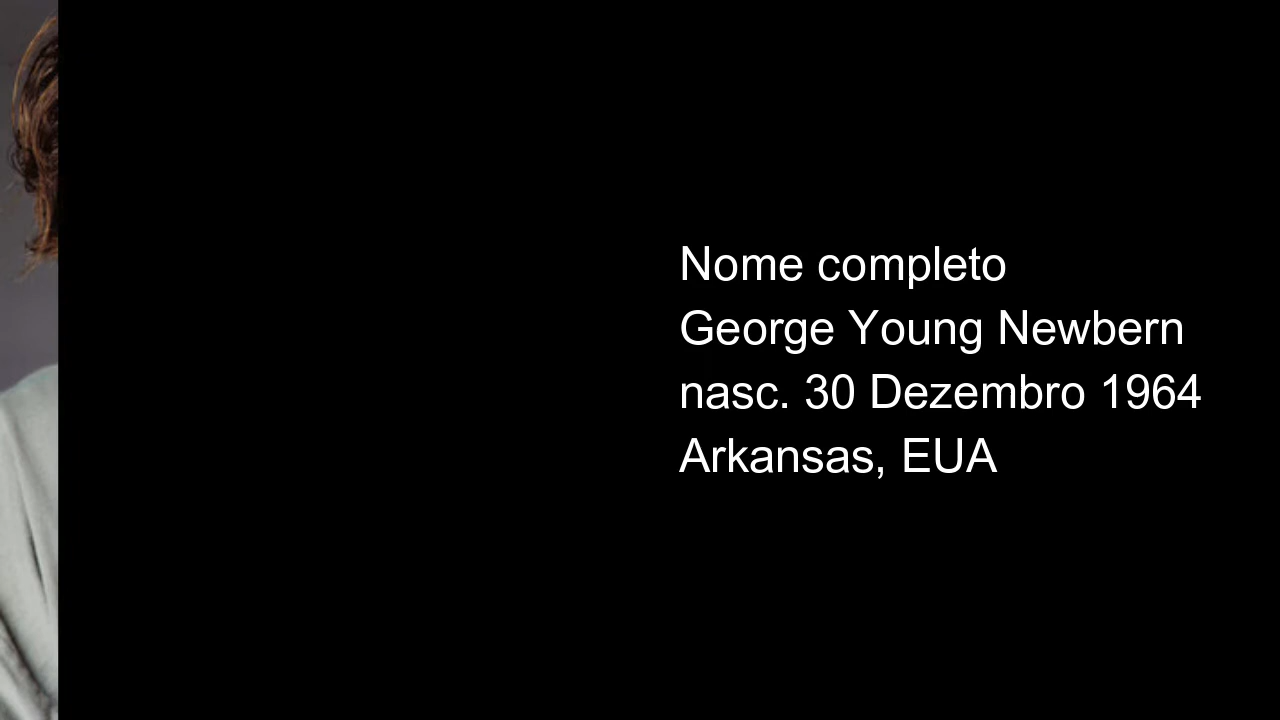 Nome completo
George Young Newbern
nasc. 30 Dezembro 1964
Arkansas, EUA